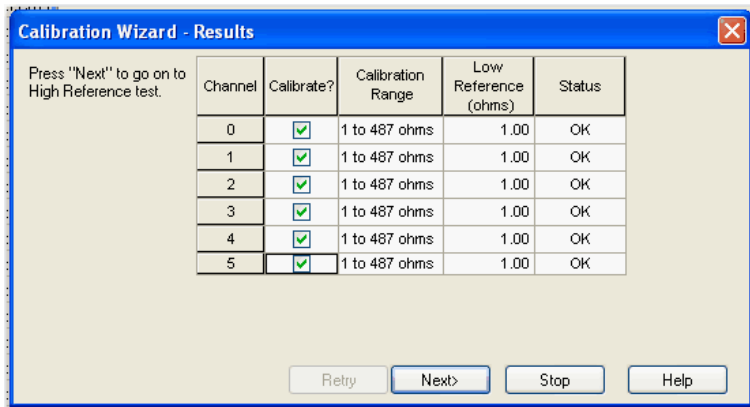 Calibration Wizard - Results
Press "Next" to go on to
High Reference test.
Channel Calibrate? Calibration Range Low Reference (ohms) Status
0 1 to 487 ohms 1.00 OK
1 1 to 487 ohms 1.00 OK
2 1 to 487 ohms 1.00 OK
3 1 to 487 ohms 1.00 OK
4 1 to 487 ohms 1.00 OK
5 1 to 487 ohms 1.00 OK
Retry Next> Stop Help